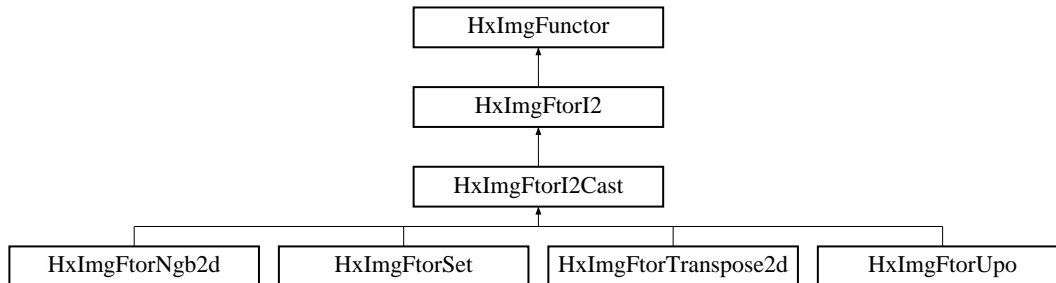 HxImgFunctor
HxImgFtorI2
HxImgFtorI2Cast
HxImgFtorNgb2d HxImgFtorSet HxImgFtorTranspose2d HxImgFtorUpo